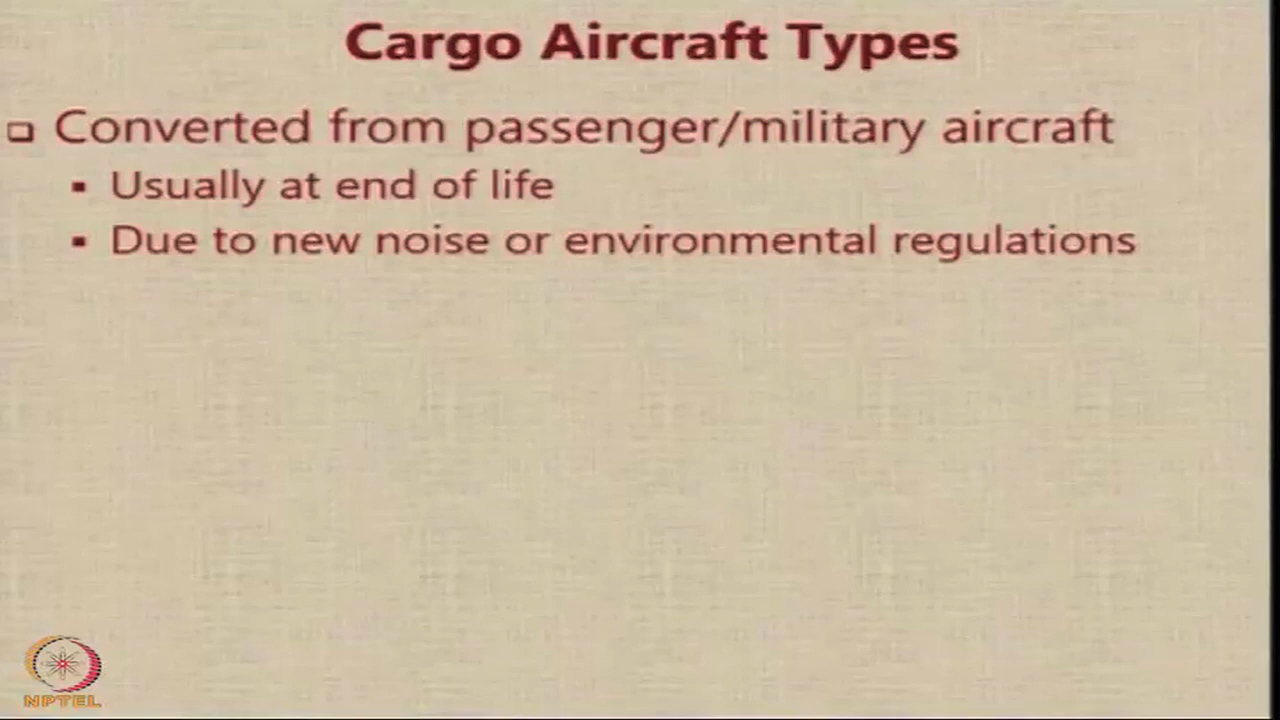 Cargo Aircraft Types
Converted from passenger/military aircraft
Usually at end of life
Due to new noise or environmental regulations
NPTEL